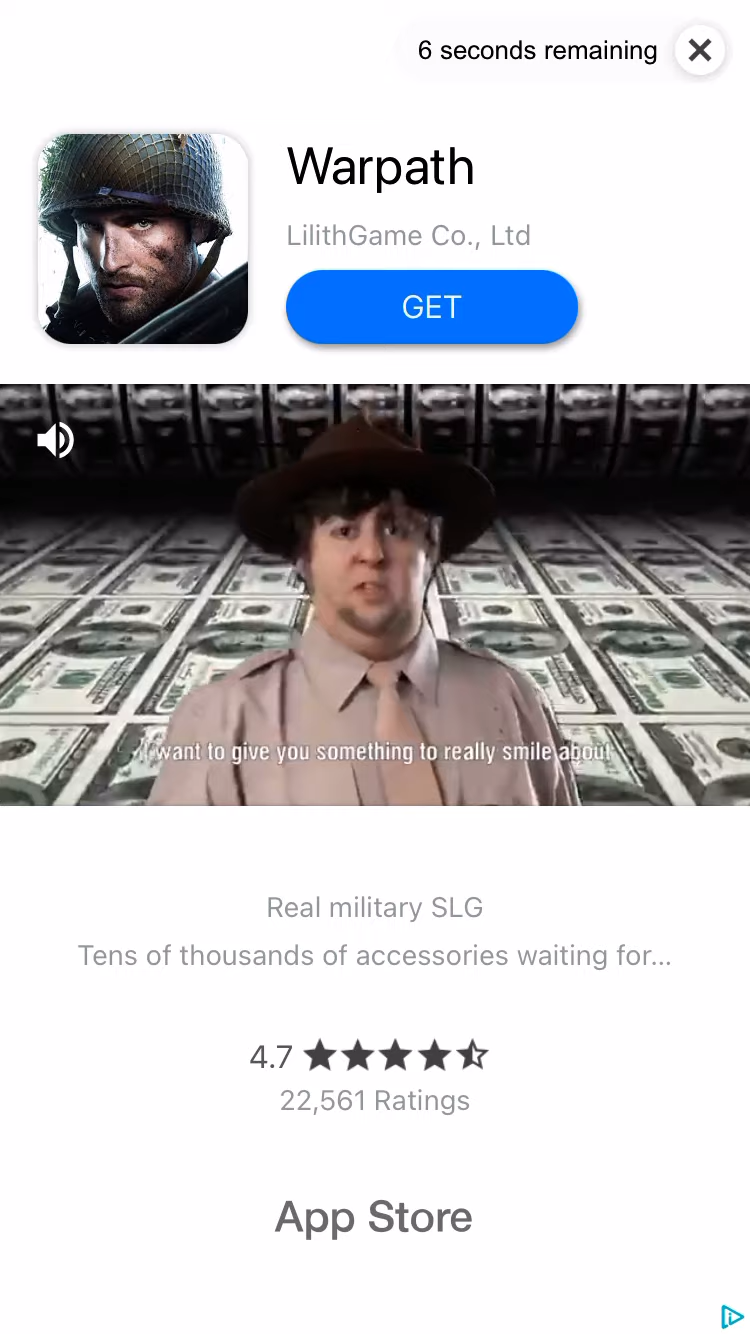 6 seconds remaining
Warpath
LilithGame Co., Ltd
GET
I want to give you something to really smile about
Real military SLG
Tens of thousands of accessories waiting for...
4.7
22,561 Ratings
App Store